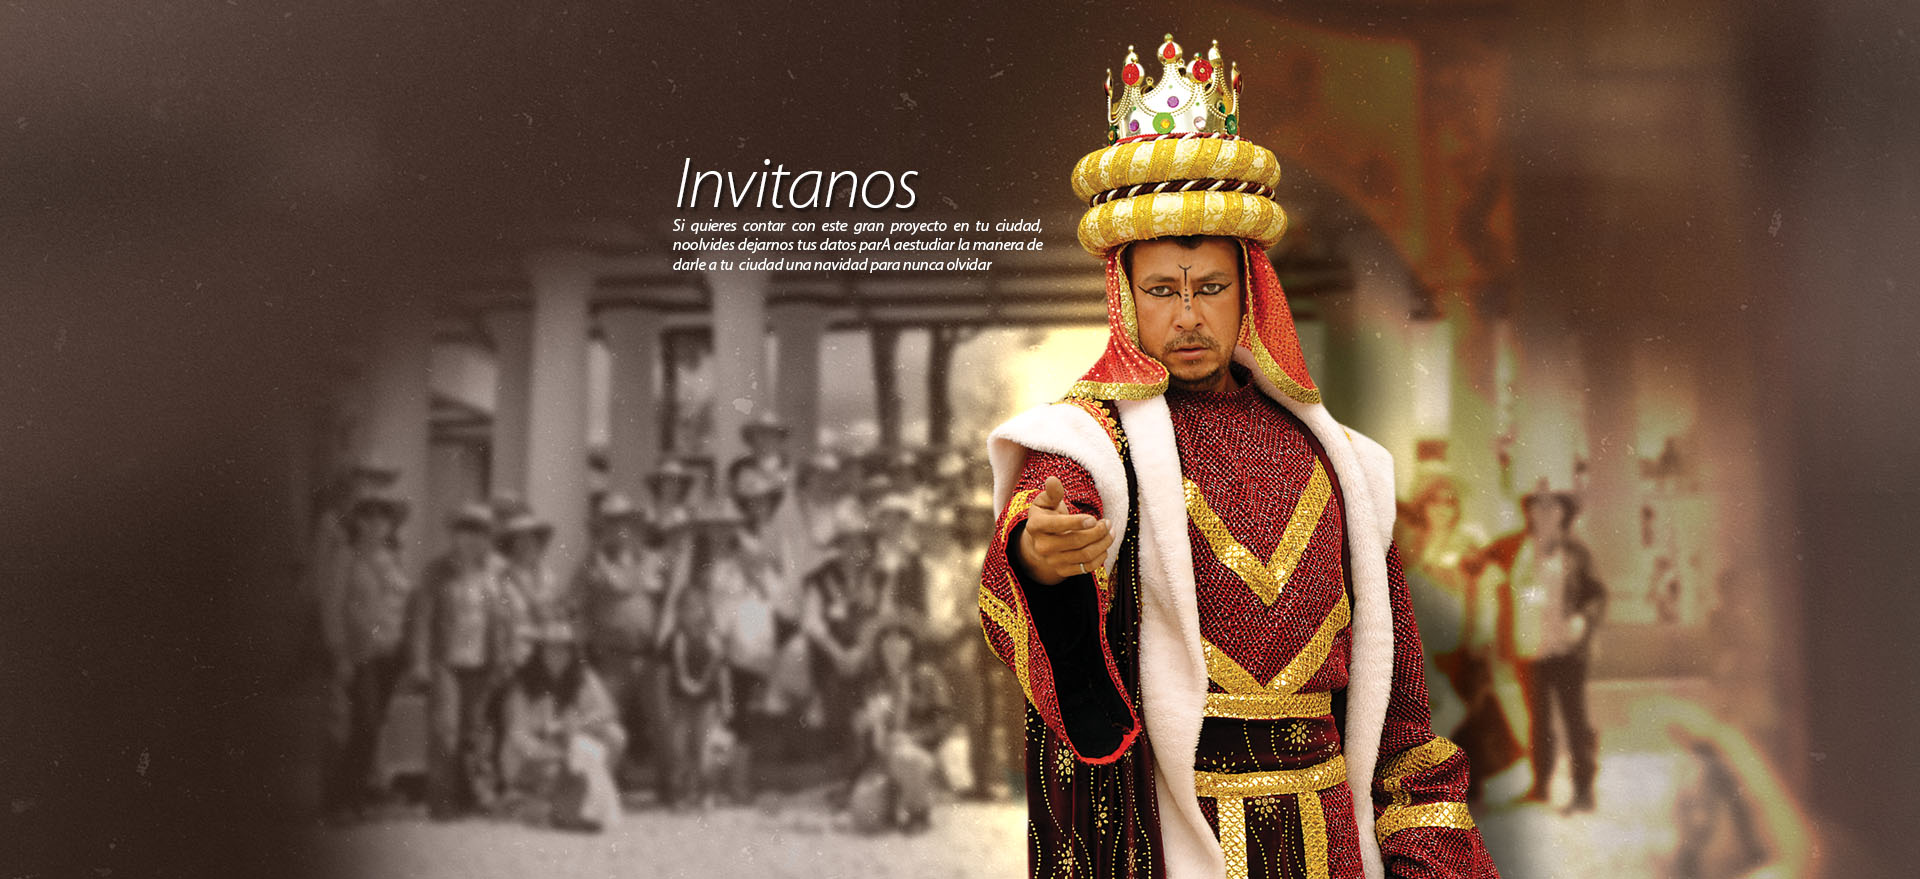 Invitanos
Si quieres contar con este gran proyecto en tu ciudad,
noolvides dejarnos tus datos parA aestudiar la manera de
darle a tu ciudad una navidad para nunca olvidar